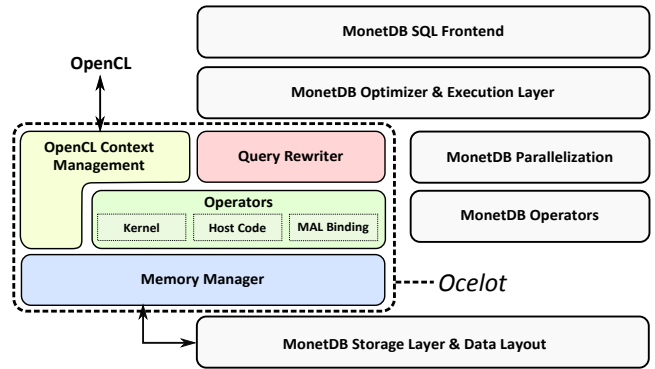 MonetDB SQL Frontend
OpenCL
MonetDB Optimizer & Execution Layer
OpenCL Context
Management
Query Rewriter
MonetDB Parallelization
Operators
Kernel
Host Code
MAL Binding
MonetDB Operators
Memory Manager
Ocelot
MonetDB Storage Layer & Data Layout